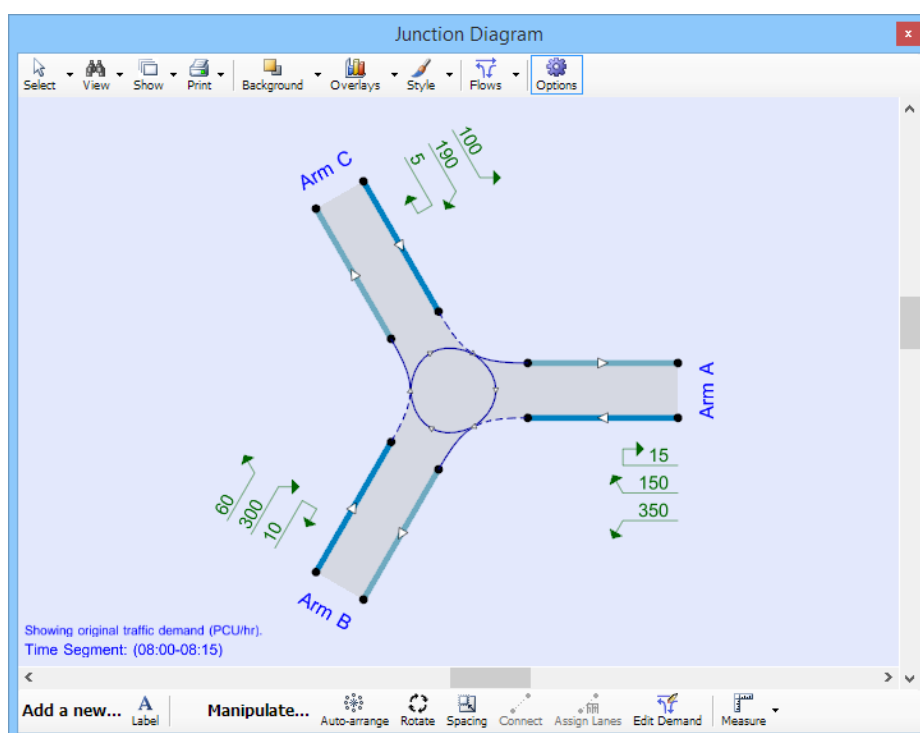 Junction Diagram
x
Select View Show Print Background Overlays Style Flows Options
Arm C
5
190
100
Arm A
15
150
350
60
300
10
Arm B
Showing original traffic demand (PCU/hr).
Time Segment: (08:00-08:15)
Add a new... A Label Manipulate... Auto-arrange Rotate Spacing Connect Assign Lanes Edit Demand Measure